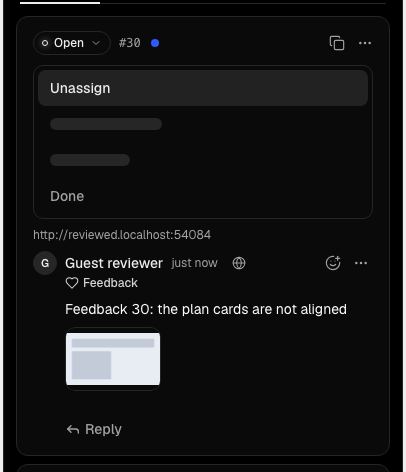 Open
#30
Unassign
Done
http://reviewed.localhost:54084
G
Guest reviewer just now
Feedback
Feedback 30: the plan cards are not aligned
Reply